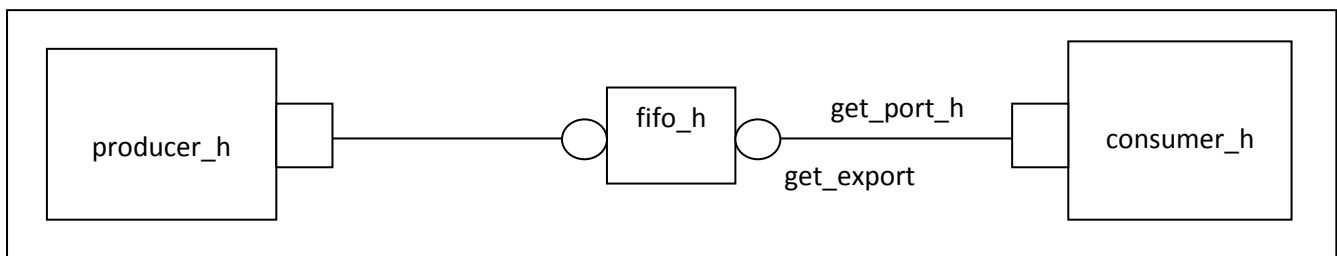 producer_h
fifo_h
get_port_h
get_export
consumer_h